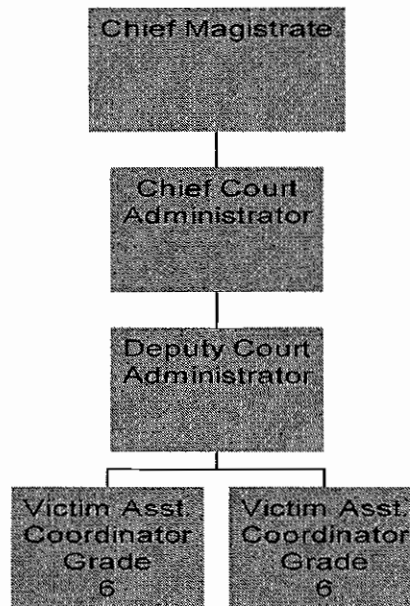 Chief Magistrate
Chief Court
Administrator
Deputy Court
Administrator
Victim Asst.
Coordinator
Grade
6
Victim Asst.
Coordinator
Grade
6